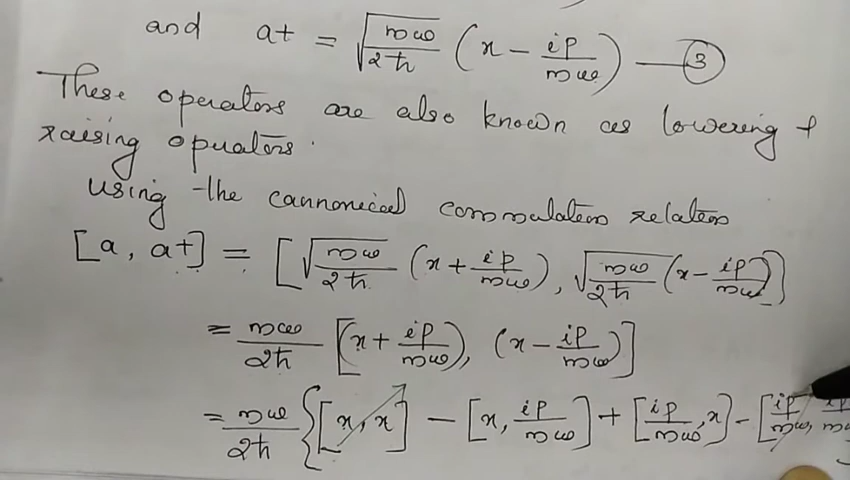 and a† = √(mω/2ħ) (x − ip/mω) — ③
These operators are also known as lowering &
raising operators.
using the cannonical commutation relation
[a, a†] = [√(mω/2ħ) (x + ip/mω), √(mω/2ħ) (x − ip/mω)]
= mω/2ħ [(x + ip/mω), (x − ip/mω)]
= mω/2ħ {[x, x] − [x, ip/mω] + [ip/mω, x] − [ip/mω, ip/mω]